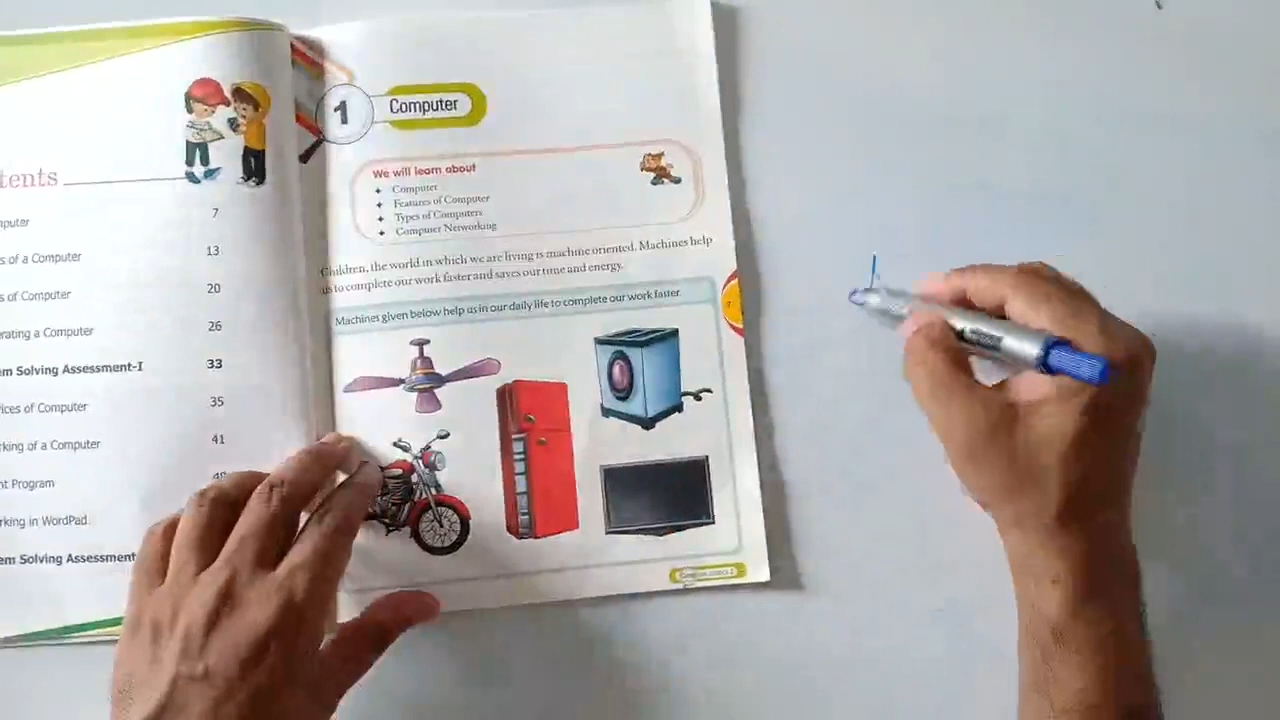 tents
mputer 7
s of a Computer 13
s of Computer 20
erating a Computer 26
em Solving Assessment-I 33
ices of Computer 35
rking of a Computer 41
nt Program
rking in WordPad
em Solving Assessment
1 Computer
We will learn about
✦ Computer
✦ Features of Computer
✦ Types of Computers
✦ Computer Networking
Children, the world in which we are living is machine oriented. Machines help
us to complete our work faster and saves our time and energy.
Machines given below help us in our daily life to complete our work faster.
7